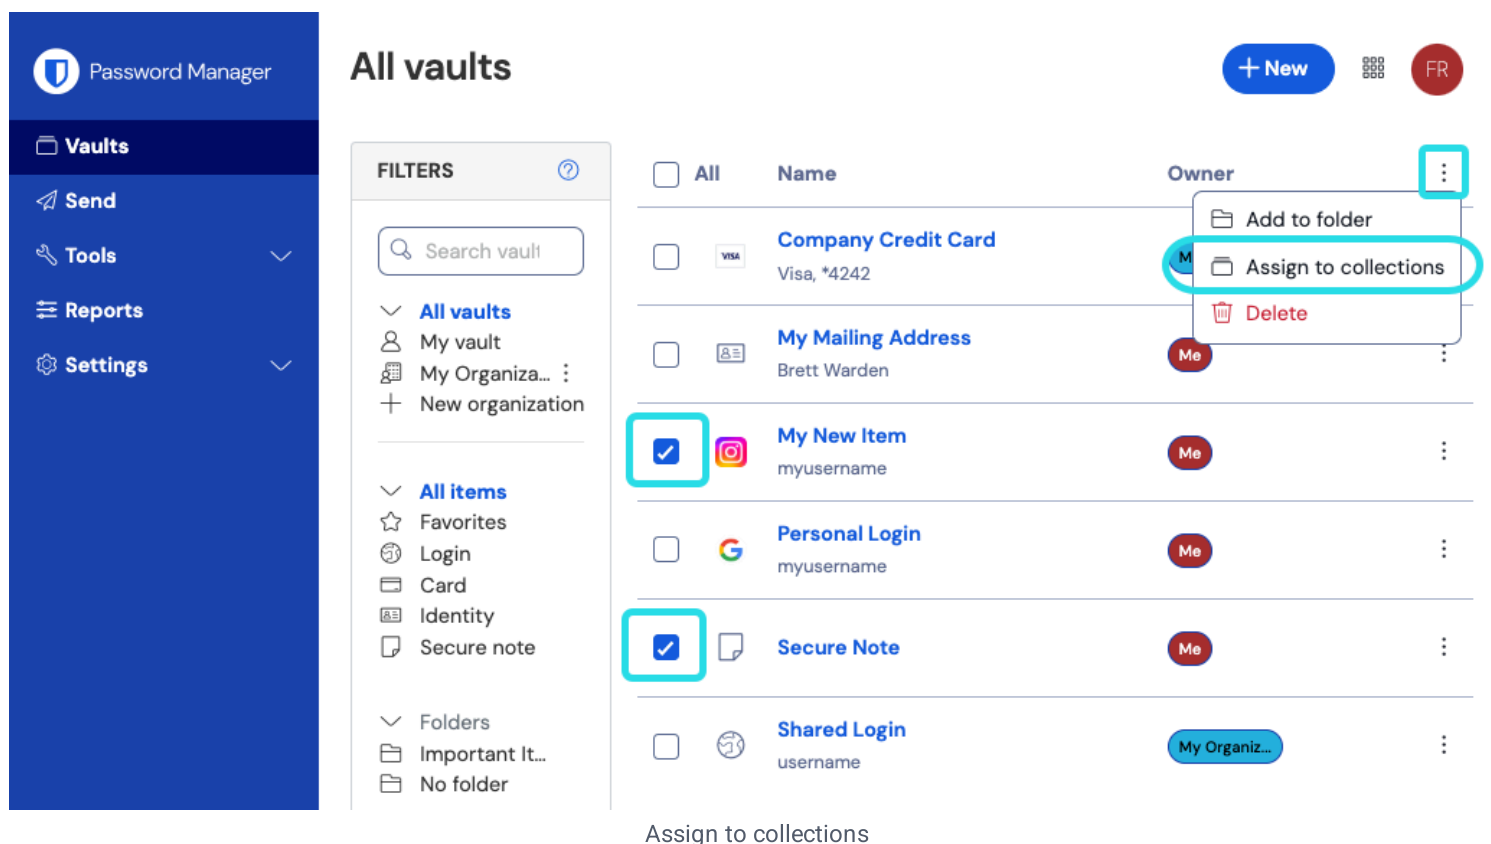 Password Manager
Vaults
Send
Tools
Reports
Settings
All vaults
New
FR
FILTERS
Search vault
All vaults
My vault
My Organiza...
New organization
All items
Favorites
Login
Card
Identity
Secure note
Folders
Important It...
No folder
All Name Owner
Add to folder
Assign to collections
Delete
VISA
Company Credit Card
Visa, *4242
M
My Mailing Address
Brett Warden
Me
My New Item
myusername
Me
Personal Login
myusername
Me
Secure Note
Me
Shared Login
username
My Organiz...
Assign to collections